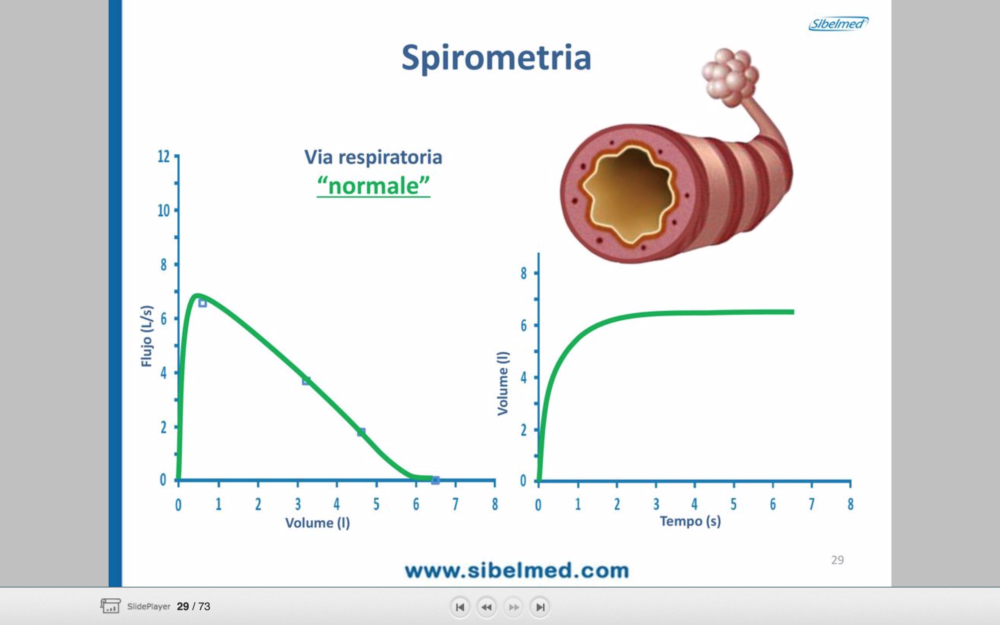 Sibelmed
Spirometria
Via respiratoria
“normale”
12
10
8
6
4
2
0
Flujo (L/s)
0 1 2 3 4 5 6 7 8
Volume (l)
8
6
4
2
0
Volume (l)
0 1 2 3 4 5 6 7 8
Tempo (s)
29
www.sibelmed.com
SlidePlayer 29 / 73